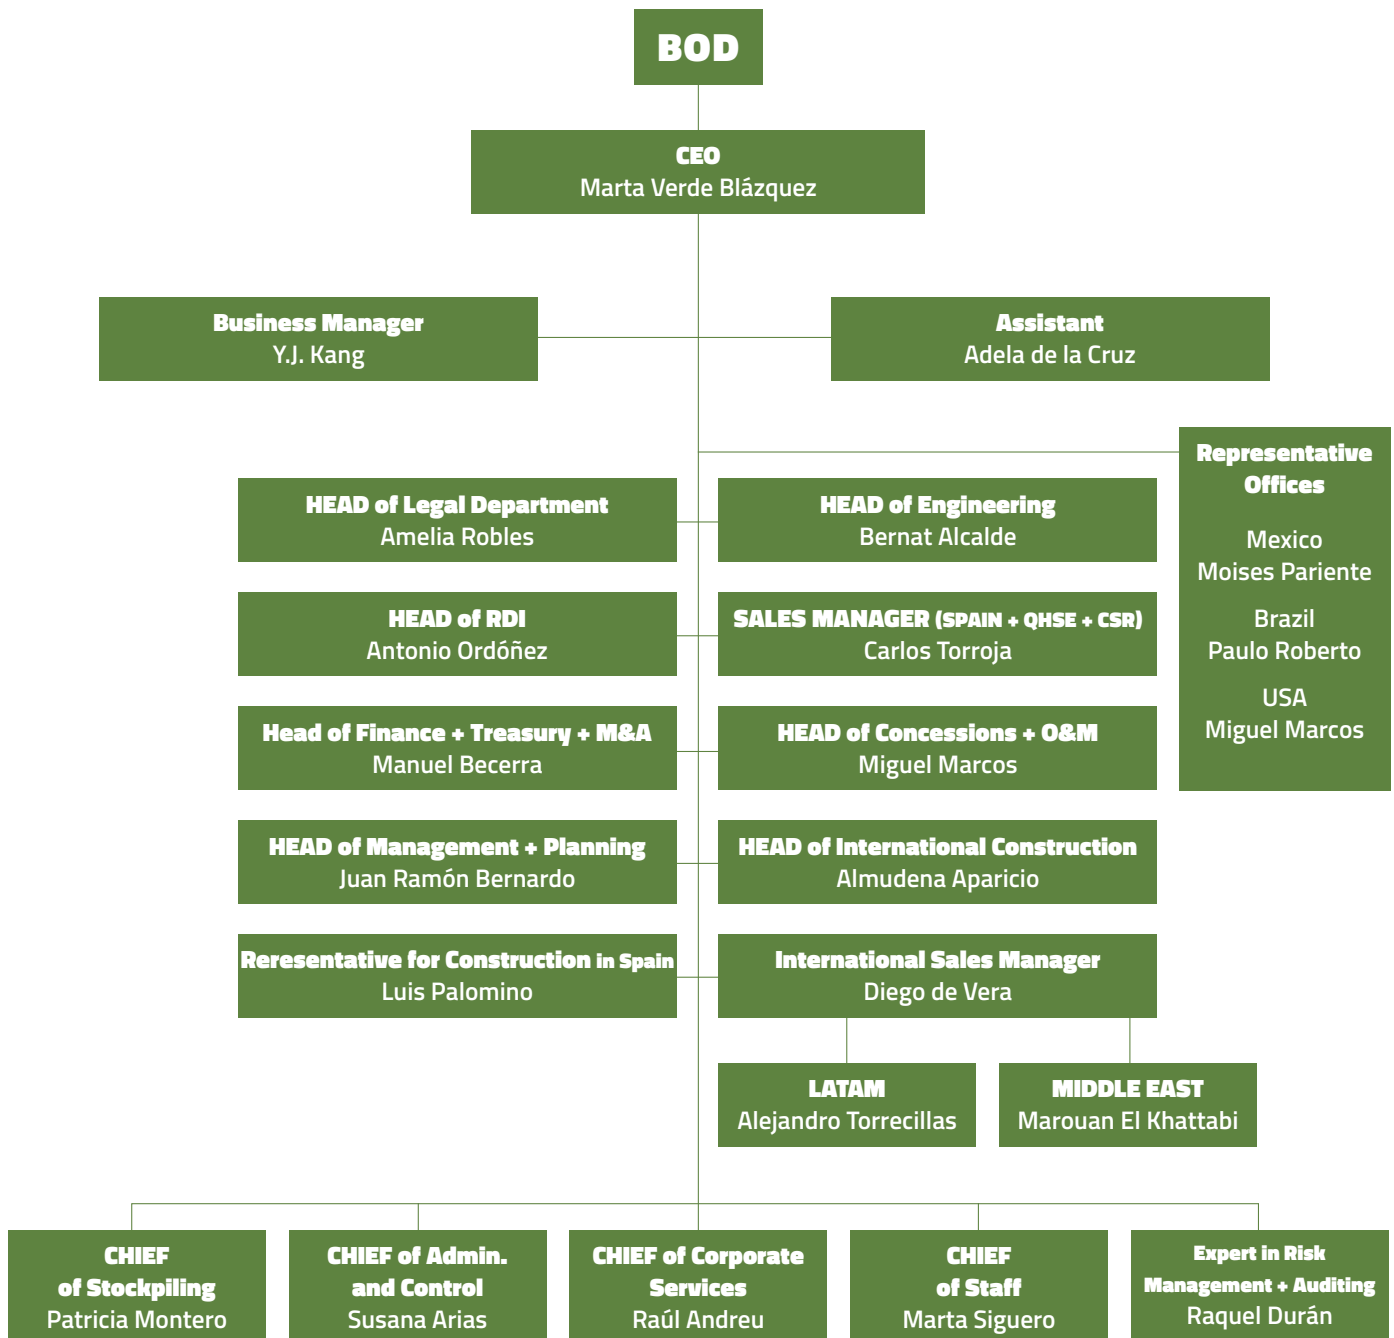 BOD
CEO
Marta Verde Blázquez
Business Manager
Y.J. Kang
Assistant
Adela de la Cruz
Representative
Offices
Mexico
Moises Pariente
Brazil
Paulo Roberto
USA
Miguel Marcos
HEAD of Legal Department
Amelia Robles
HEAD of Engineering
Bernat Alcalde
HEAD of RDI
Antonio Ordóñez
SALES MANAGER (SPAIN + QHSE + CSR)
Carlos Torroja
Head of Finance + Treasury + M&A
Manuel Becerra
HEAD of Concessions + O&M
Miguel Marcos
HEAD of Management + Planning
Juan Ramón Bernardo
HEAD of International Construction
Almudena Aparicio
Reresentative for Construction in Spain
Luis Palomino
International Sales Manager
Diego de Vera
LATAM
Alejandro Torrecillas
MIDDLE EAST
Marouan El Khattabi
CHIEF
of Stockpiling
Patricia Montero
CHIEF of Admin.
and Control
Susana Arias
CHIEF of Corporate
Services
Raúl Andreu
CHIEF
of Staff
Marta Siguero
Expert in Risk
Management + Auditing
Raquel Durán